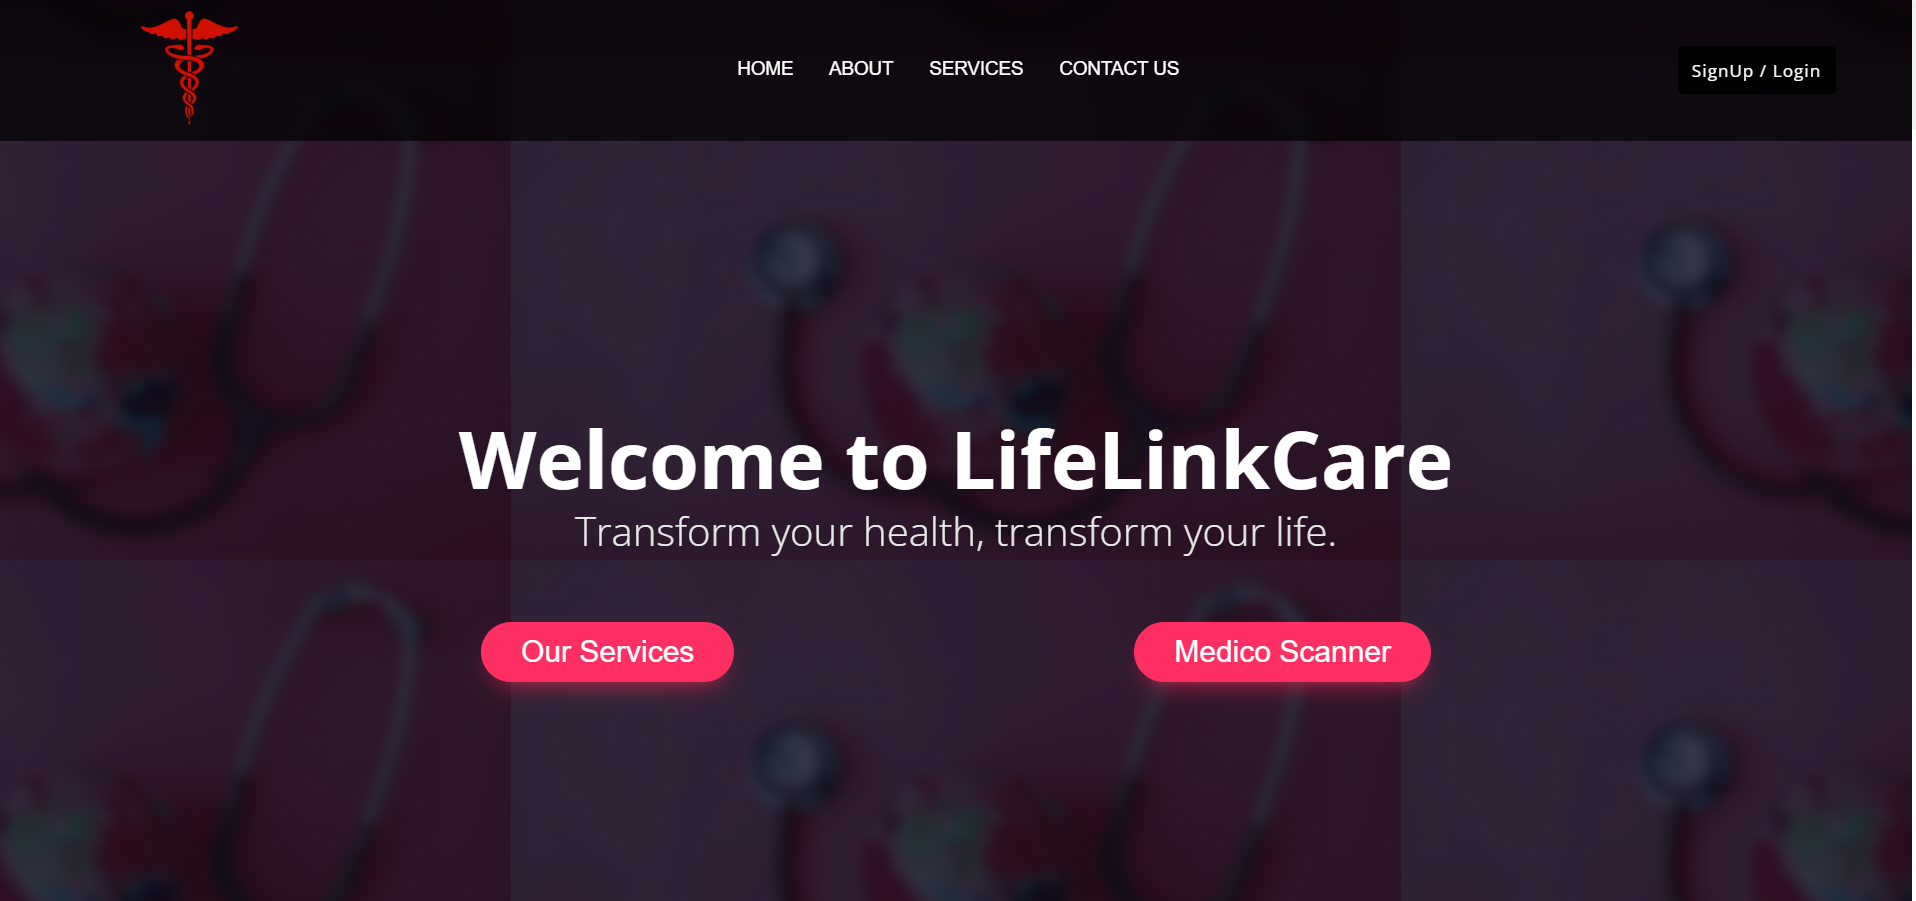 HOME ABOUT SERVICES CONTACT US
SignUp / Login
Welcome to LifeLinkCare
Transform your health, transform your life.
Our Services
Medico Scanner